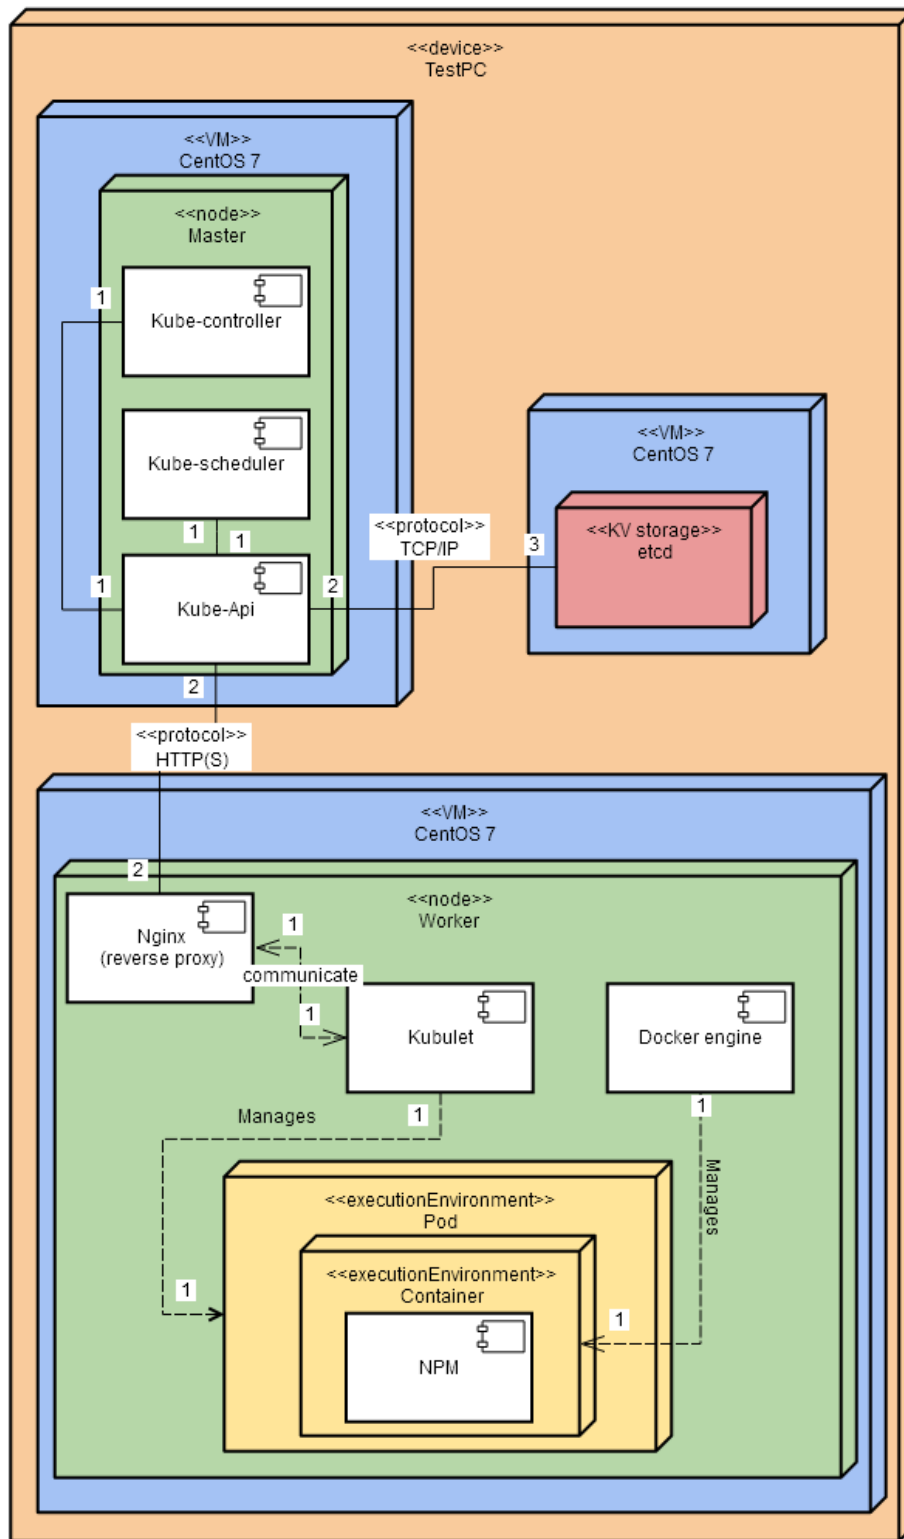 <<device>>
TestPC
<<VM>>
CentOS 7
<<node>>
Master
1
Kube-controller
Kube-scheduler
1
1
1
Kube-Api
2
<<protocol>>
TCP/IP
3
<<VM>>
CentOS 7
<<KV storage>>
etcd
2
<<protocol>>
HTTP(S)
2
<<VM>>
CentOS 7
<<node>>
Worker
Nginx
(reverse proxy)
1
communicate
1
Kubulet
Docker engine
1
Manages
1
Manages
<<executionEnvironment>>
Pod
<<executionEnvironment>>
Container
1
1
NPM